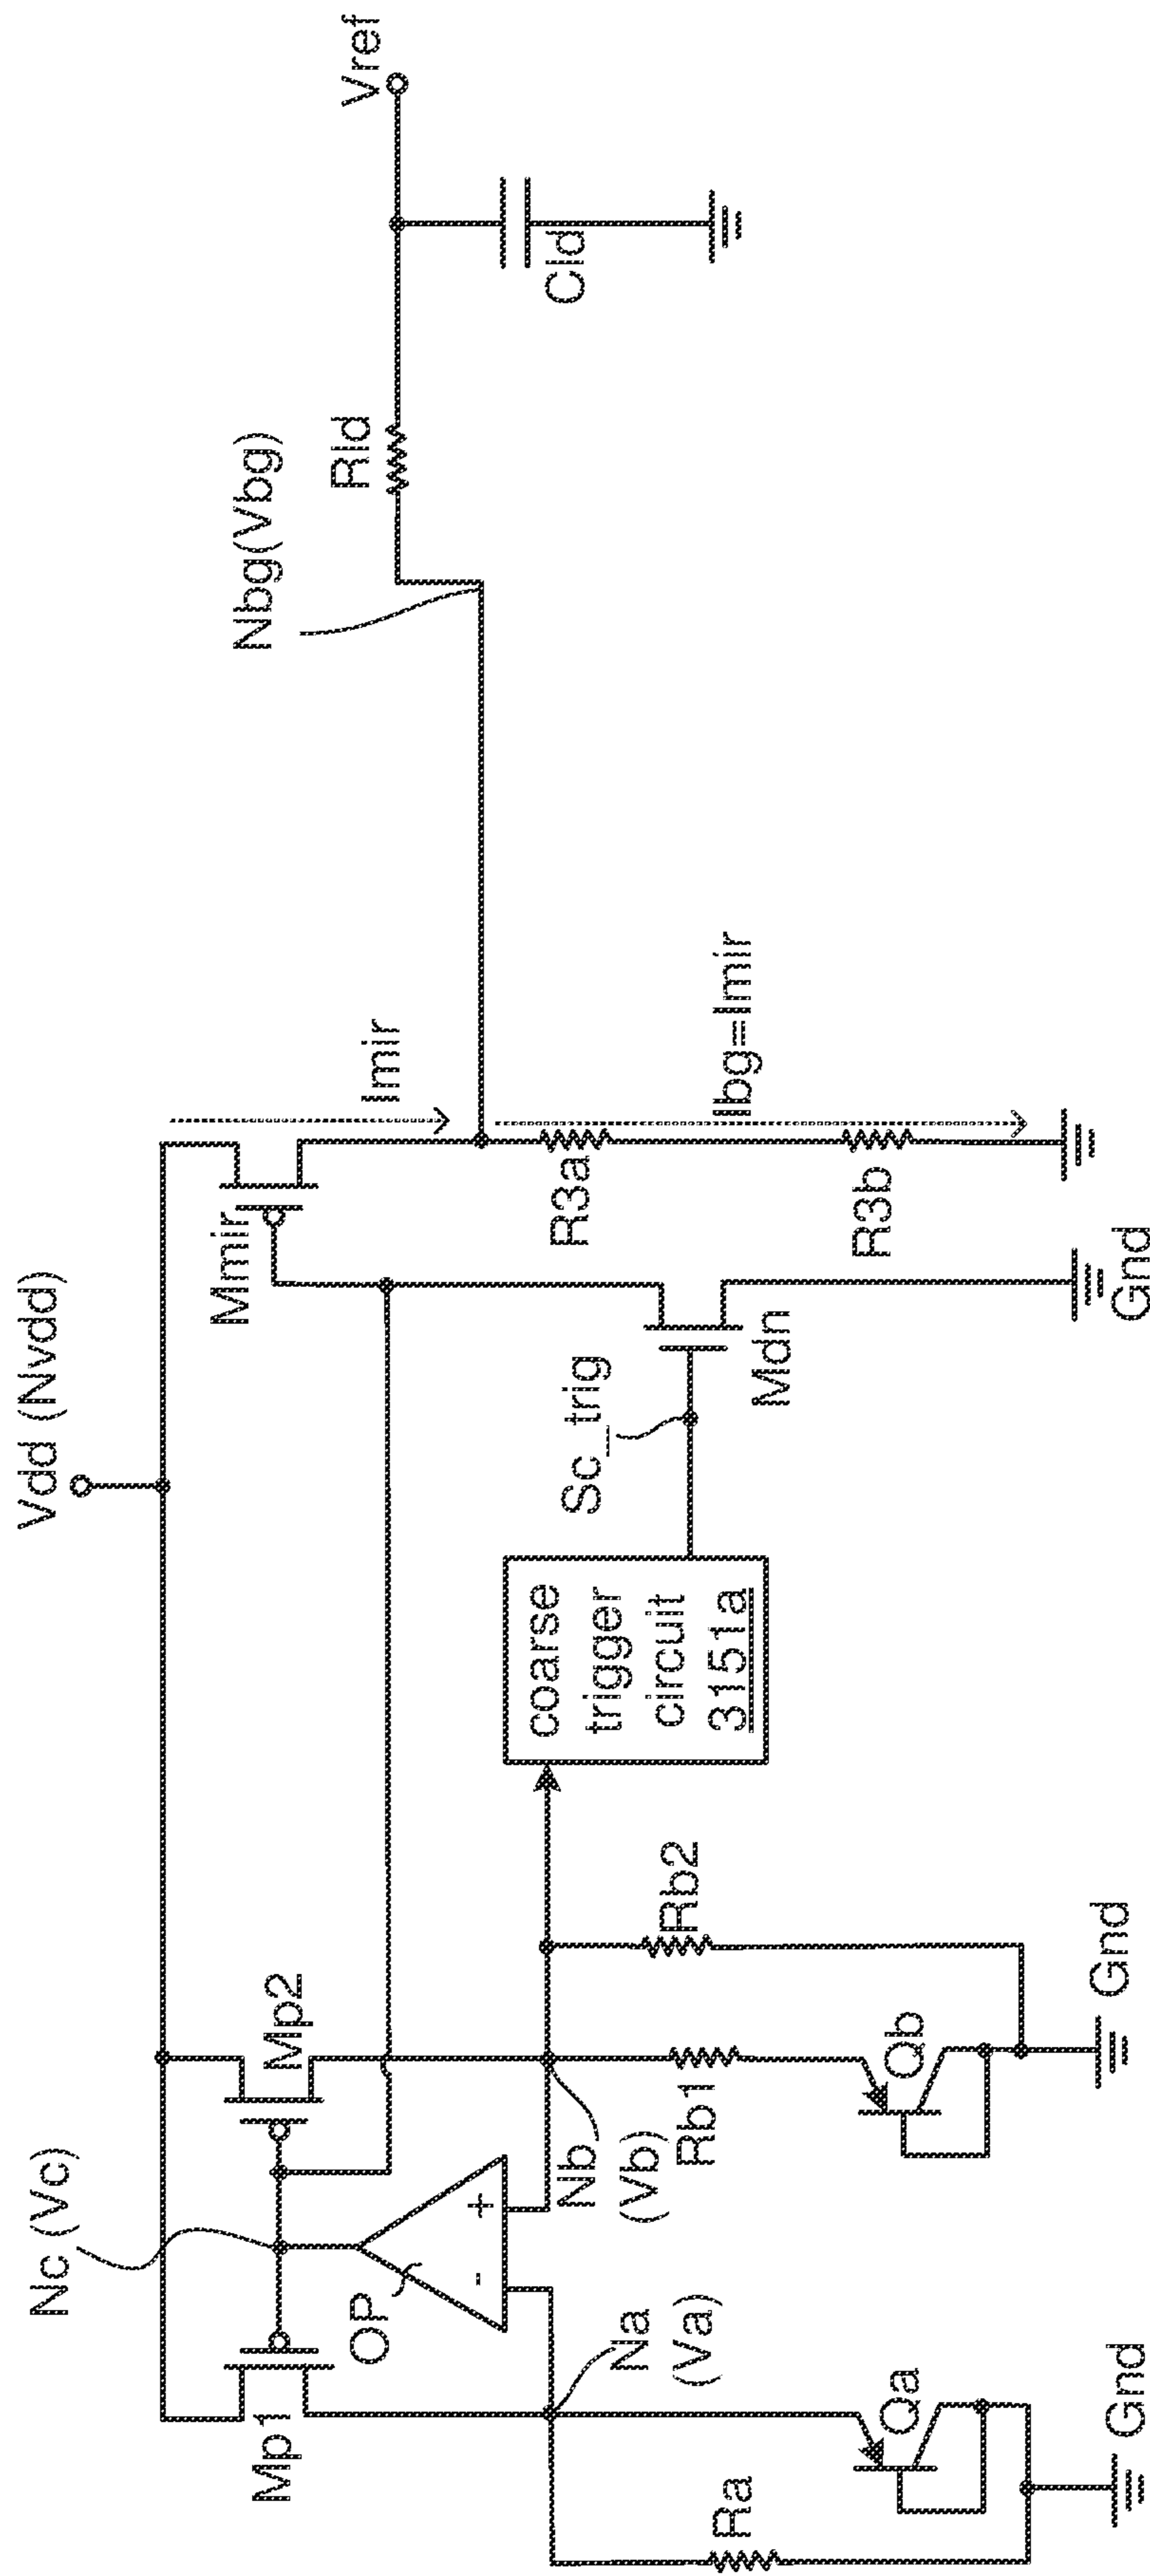 Vdd (Nvdd)
Nc (Vc)
Mp1
Mp2
OP
-
+
Na
(Va)
Nb
(Vb)
Ra
Qa
Gnd
Rb1
Rb2
Qb
Gnd
coarse
trigger
circuit
3151a
Sc_trig
Mdn
Gnd
Mmir
Imir
R3a
R3b
Ibg=Imir
Nbg(Vbg)
Rld
Cld
Vref